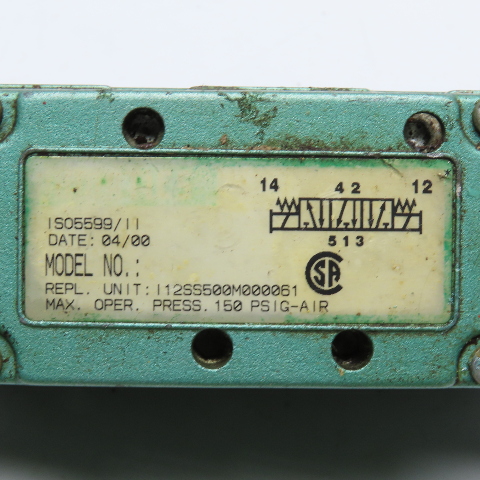 14 4 2 12
5 1 3
ISO5599/II
DATE: 04/00
MODEL NO.:
REPL. UNIT: I12SS500M000061
MAX. OPER. PRESS. 150 PSIG-AIR
SA